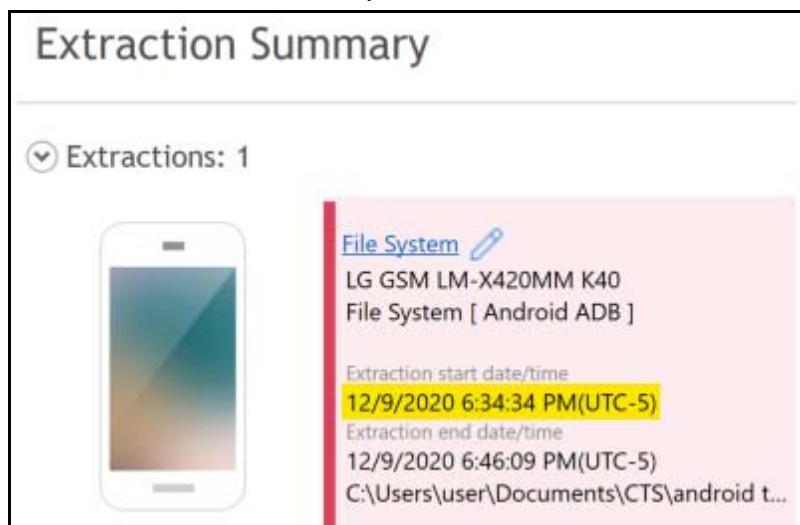 Extraction Summary
Extractions: 1
File System
LG GSM LM-X420MM K40
File System [ Android ADB ]
Extraction start date/time
12/9/2020 6:34:34 PM(UTC-5)
Extraction end date/time
12/9/2020 6:46:09 PM(UTC-5)
C:\Users\user\Documents\CTS\android t...